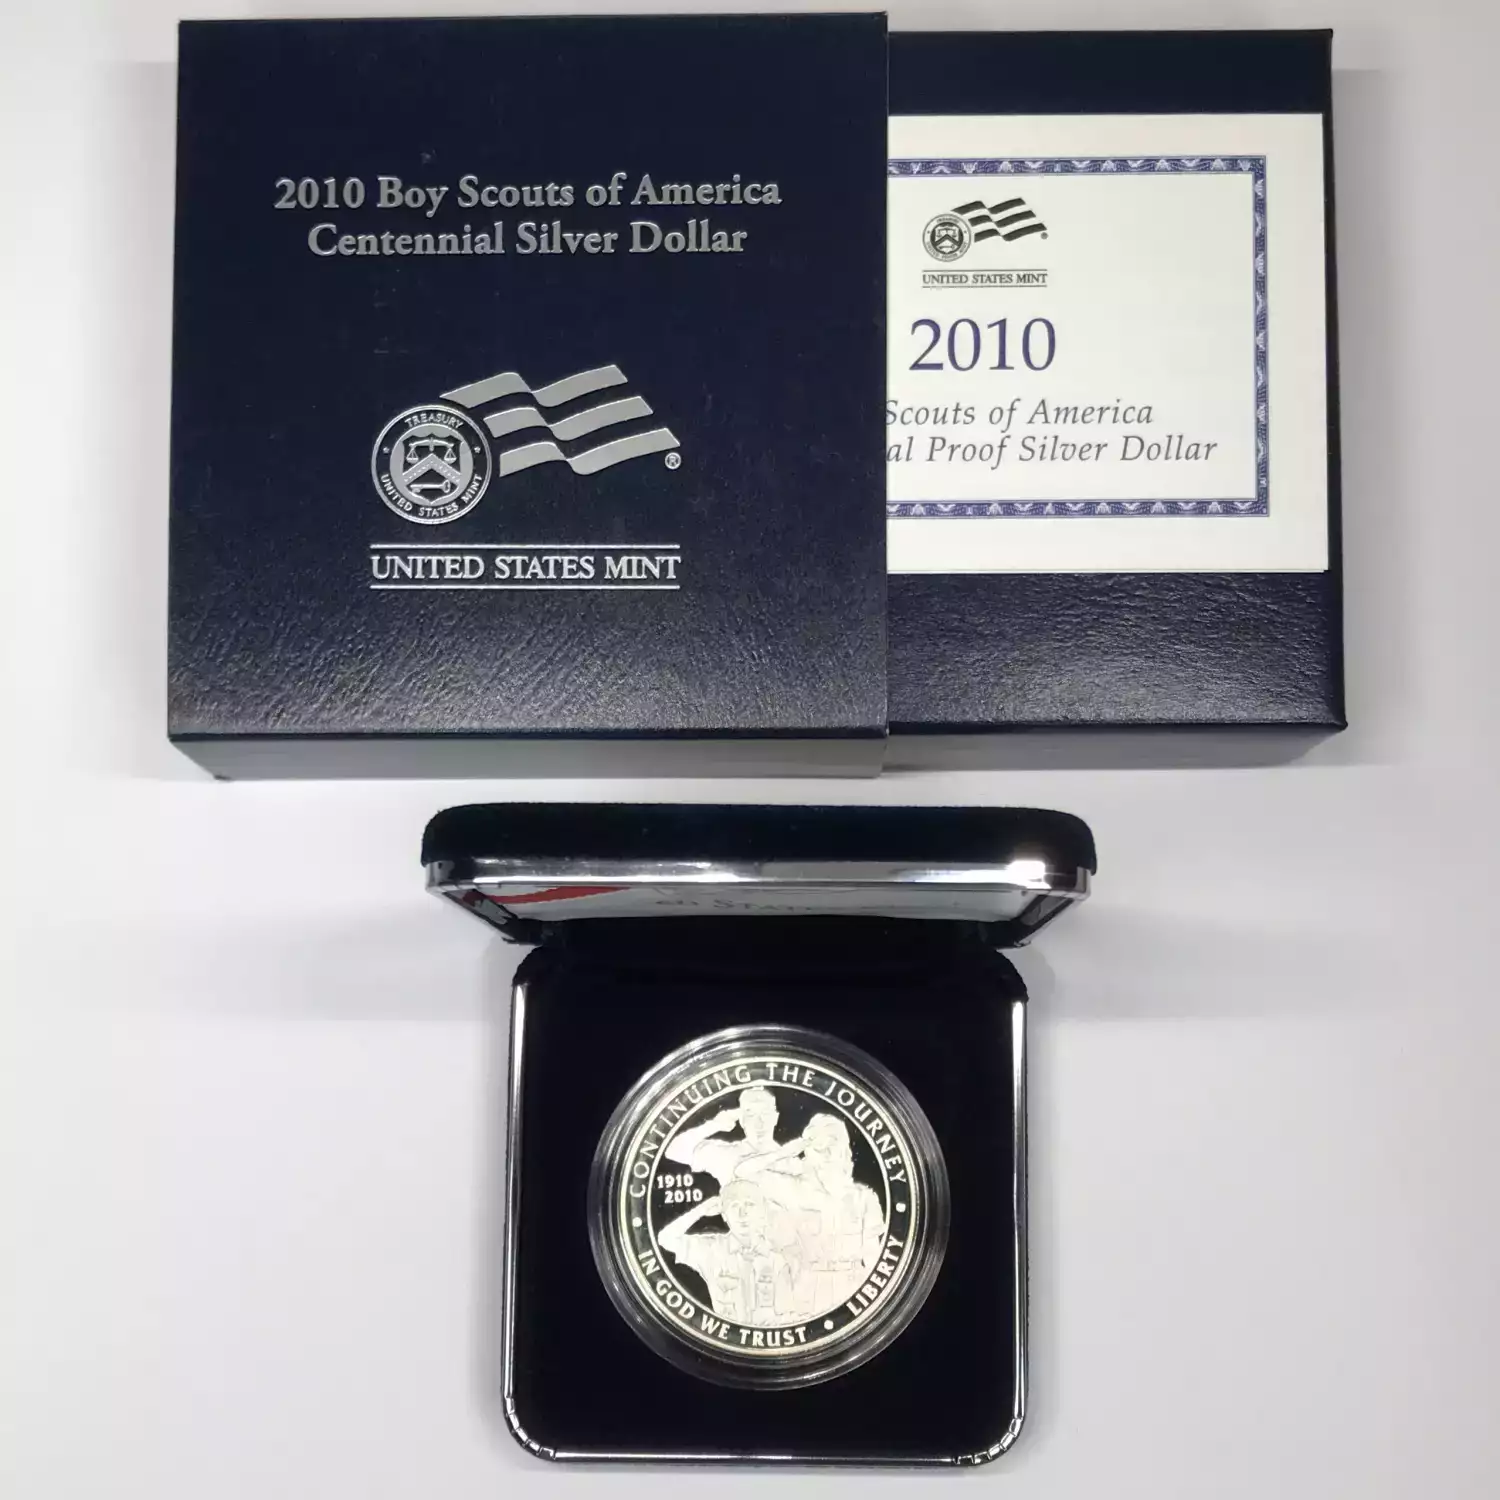 2010 Boy Scouts of America
Centennial Silver Dollar
TREASURY
UNITED STATES MINT
®
UNITED STATES MINT
UNITED STATES MINT
2010
Scouts of America
al Proof Silver Dollar
CONTINUING THE JOURNEY
1910
2010
IN GOD WE TRUST • LIBERTY